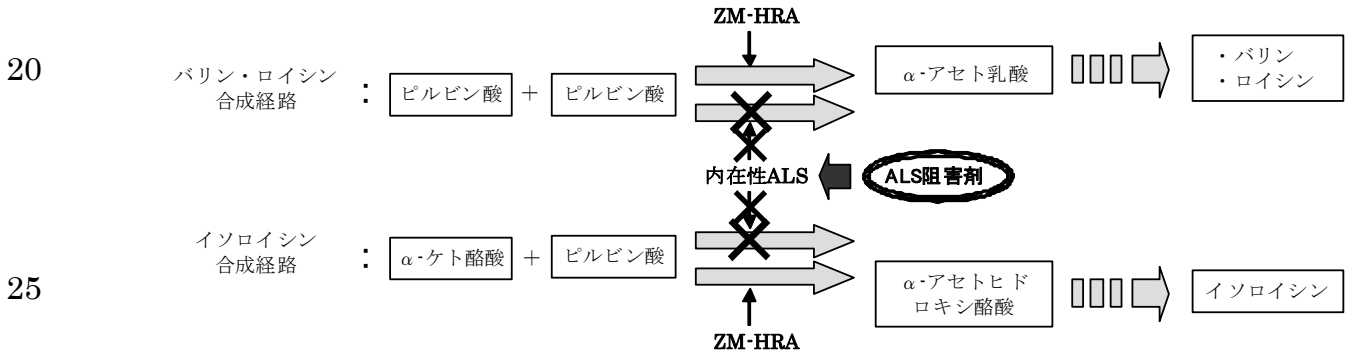 ZM-HRA
20
バリン・ロイシン
合成経路
:
ピルビン酸
+
ピルビン酸
α-アセト乳酸
・バリン
・ロイシン
内在性ALS
ALS阻害剤
イソロイシン
合成経路
:
α-ケト酪酸
+
ピルビン酸
25
α-アセトヒド
ロキシ酪酸
イソロイシン
ZM-HRA